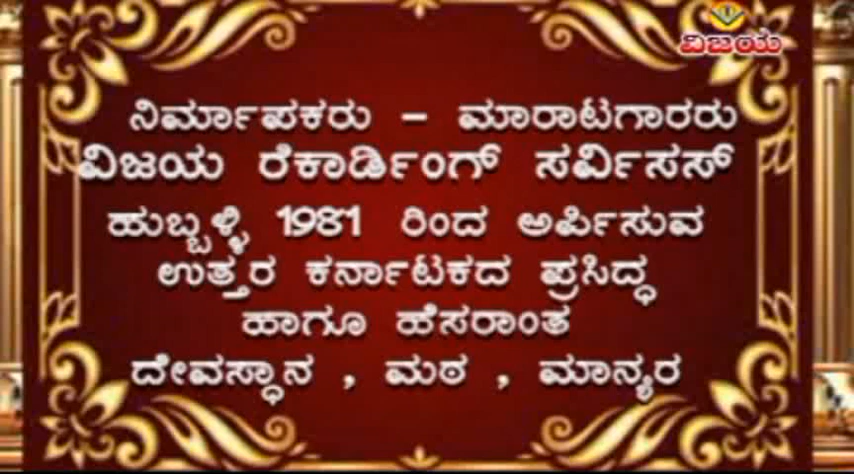 ವಿಜಯ
ನಿರ್ಮಾಪಕರು – ಮಾರಾಟಗಾರರು
ವಿಜಯ ರೆಕಾರ್ಡಿಂಗ್ ಸರ್ವಿಸಸ್
ಹುಬ್ಬಳ್ಳಿ 1981 ರಿಂದ ಅರ್ಪಿಸುವ
ಉತ್ತರ ಕರ್ನಾಟಕದ ಪ್ರಸಿದ್ಧ
ಹಾಗೂ ಹೆಸರಾಂತ
ದೇವಸ್ಥಾನ , ಮಠ , ಮಾನ್ಯರ